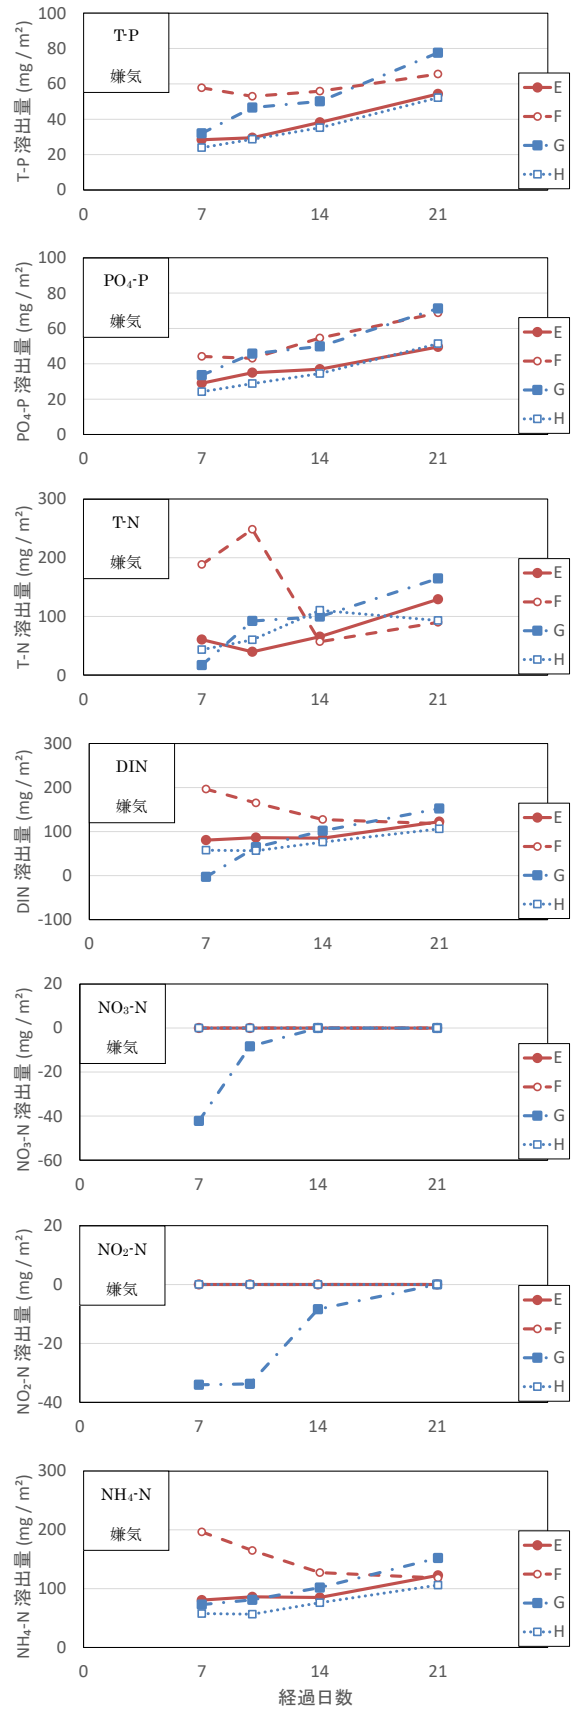 T-P 溶出量 (mg / m²)
100
80
60
40
20
0
T-P
嫌気
E
F
G
H
0 7 14 21
PO₄-P 溶出量 (mg / m²)
100
80
60
40
20
0
PO₄-P
嫌気
E
F
G
H
0 7 14 21
T-N 溶出量 (mg / m²)
300
200
100
0
T-N
嫌気
E
F
G
H
0 7 14 21
DIN 溶出量 (mg / m²)
300
200
100
0
-100
DIN
嫌気
E
F
G
H
0 7 14 21
NO₃-N 溶出量 (mg / m²)
20
0
-20
-40
-60
NO₃-N
嫌気
E
F
G
H
0 7 14 21
NO₂-N 溶出量 (mg / m²)
20
0
-20
-40
NO₂-N
嫌気
E
F
G
H
0 7 14 21
NH₄-N 溶出量 (mg / m²)
300
200
100
0
NH₄-N
嫌気
E
F
G
H
0 7 14 21
経過日数